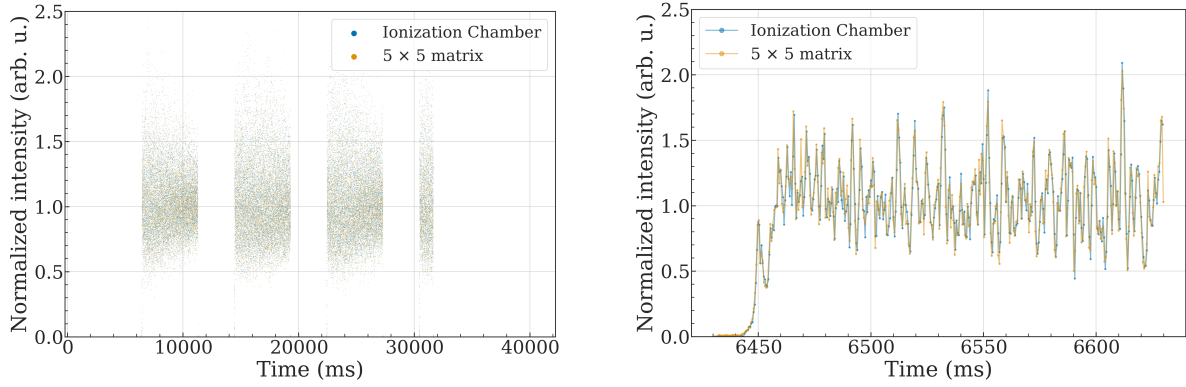 Normalized intensity (arb. u.)
2.5
2.0
1.5
1.0
0.5
0.0
Ionization Chamber
5 × 5 matrix
0 10000 20000 30000 40000
Time (ms)
Normalized intensity (arb. u.)
2.5
2.0
1.5
1.0
0.5
0.0
Ionization Chamber
5 × 5 matrix
6450 6500 6550 6600
Time (ms)